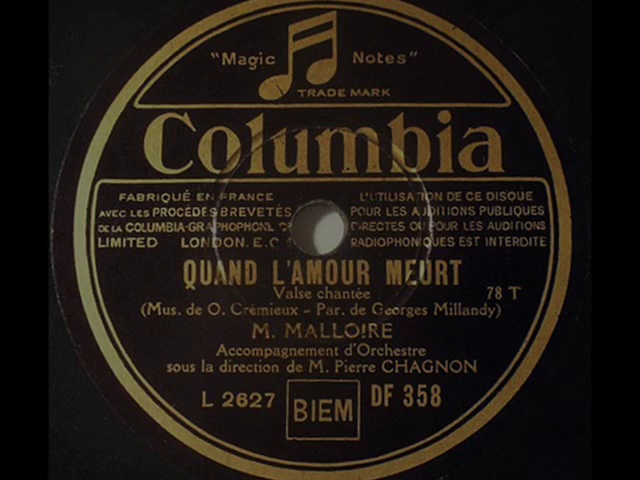 "Magic Notes"
TRADE MARK
Columbia
FABRIQUÉ EN FRANCE
AVEC LES PROCÉDÉS BREVETÉS
DE LA COLUMBIA-GRAPHOPHONE
LIMITED LONDON. E.C.
L'UTILISATION DE CE DISQUE
POUR LES AUDITIONS PUBLIQUES
DIRECTES OU POUR LES AUDITIONS
RADIOPHONIQUES EST INTERDITE
QUAND L'AMOUR MEURT
Valse chantée 78 T
(Mus. de O. Crémieux - Par. de Georges Millandy)
M. MALLOIRE
Accompagnement d'Orchestre
sous la direction de M. Pierre CHAGNON
L 2627 BIEM DF 358